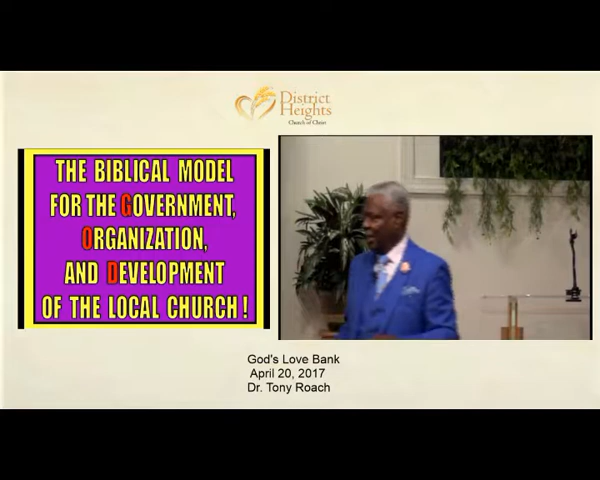 District
Heights
Church of Christ
THE BIBLICAL MODEL
FOR THE GOVERNMENT,
ORGANIZATION,
AND DEVELOPMENT
OF THE LOCAL CHURCH!
God's Love Bank
April 20, 2017
Dr. Tony Roach